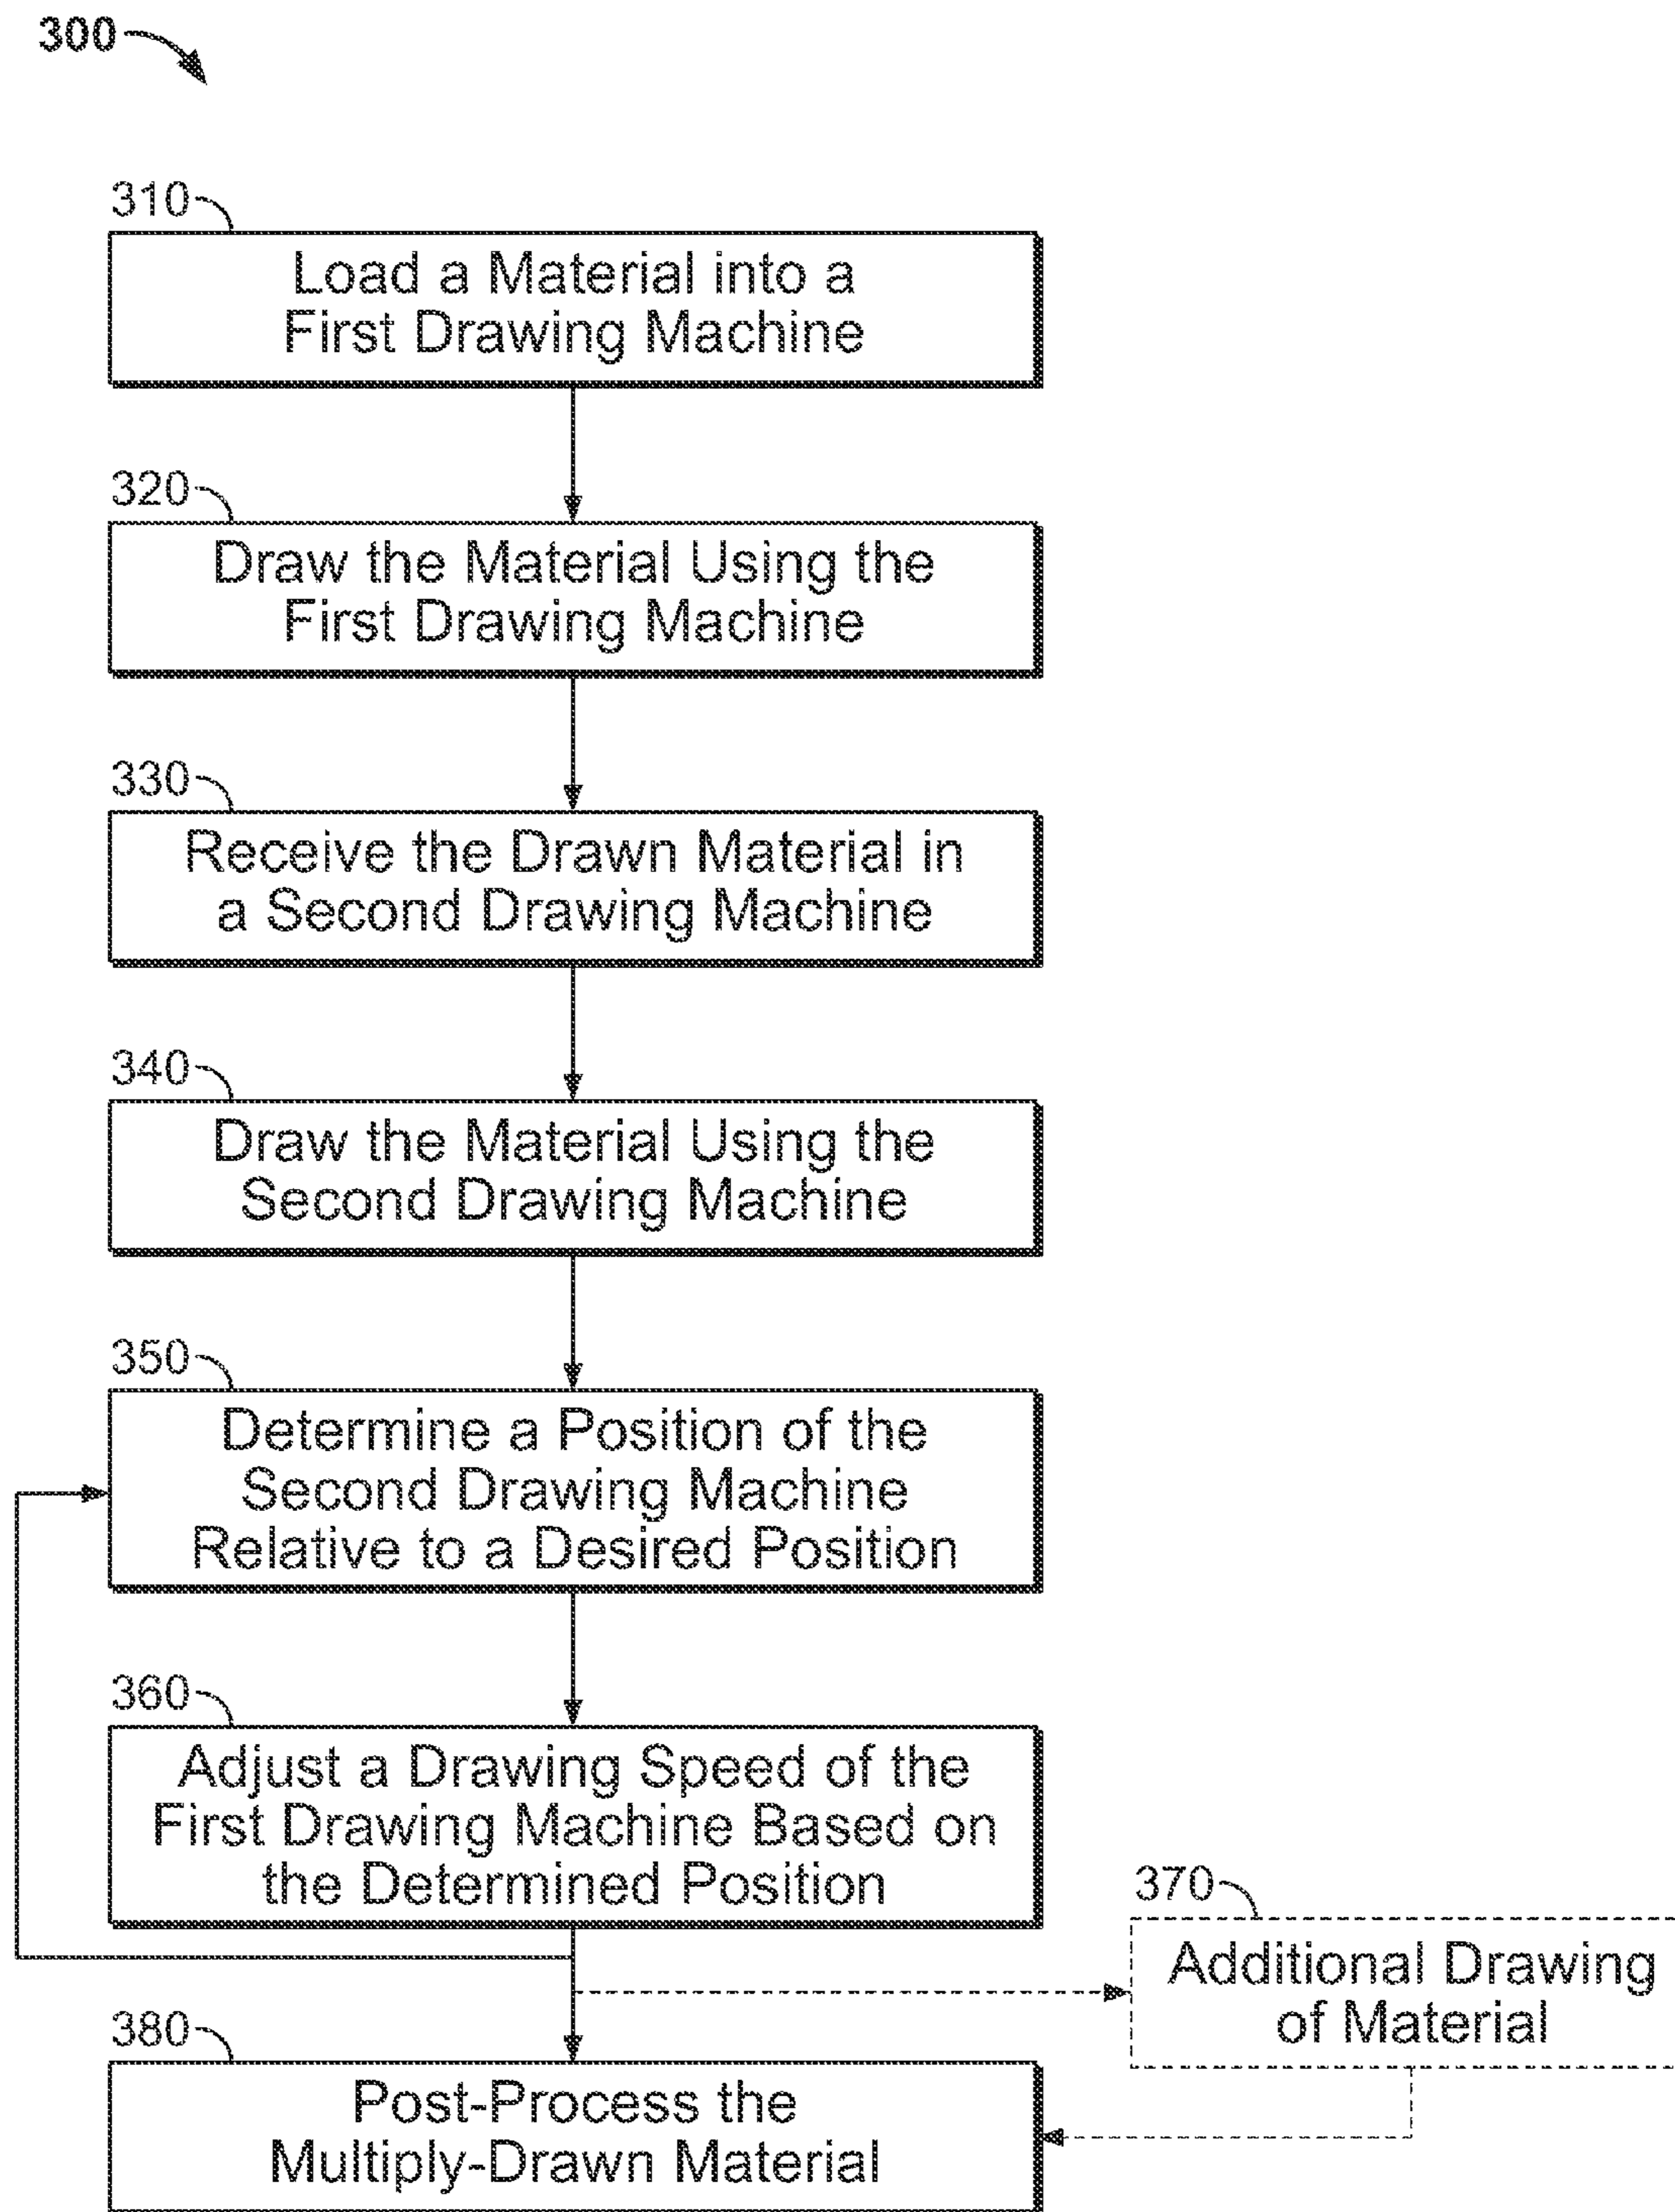 300
310
Load a Material into a
First Drawing Machine
320
Draw the Material Using the
First Drawing Machine
330
Receive the Drawn Material in
a Second Drawing Machine
340
Draw the Material Using the
Second Drawing Machine
350
Determine a Position of the
Second Drawing Machine
Relative to a Desired Position
360
Adjust a Drawing Speed of the
First Drawing Machine Based on
the Determined Position
370
Additional Drawing
of Material
380
Post-Process the
Multiply-Drawn Material